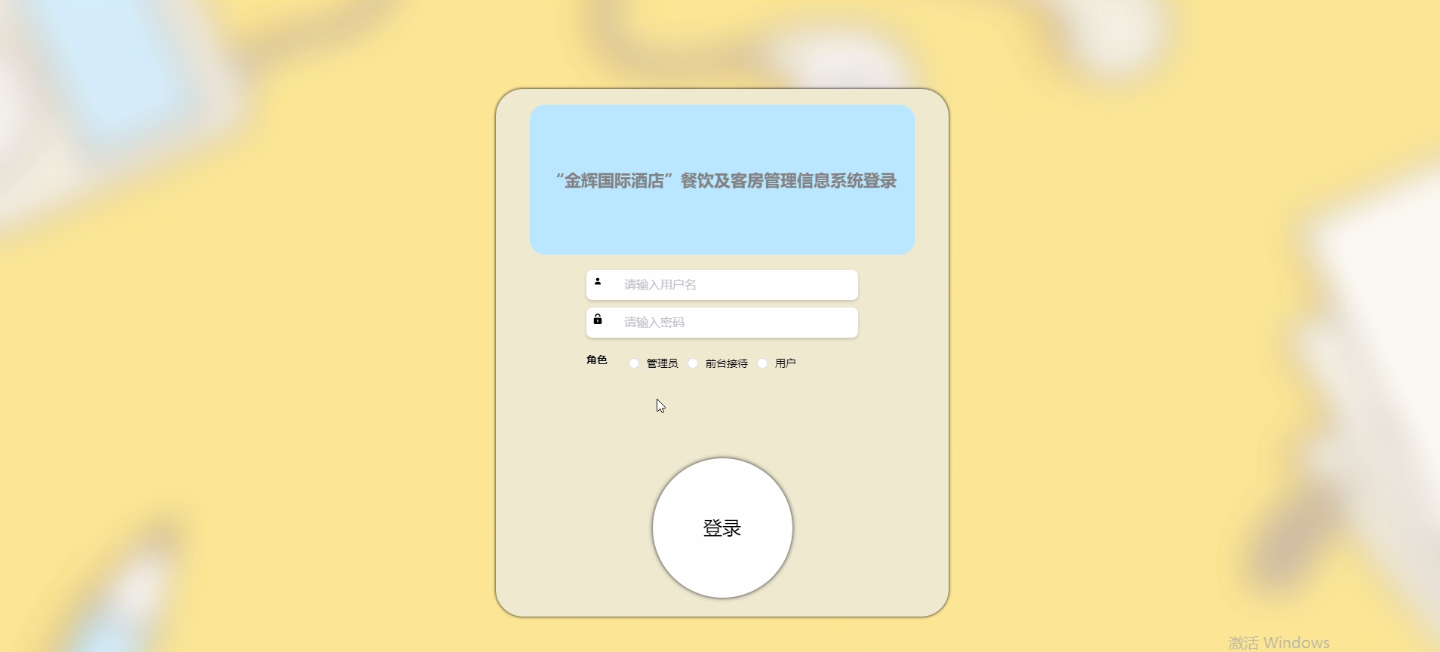 “金辉国际酒店”餐饮及客房管理信息系统登录
请输入用户名
请输入密码
角色 管理员 前台接待 用户
登录
激活 Windows